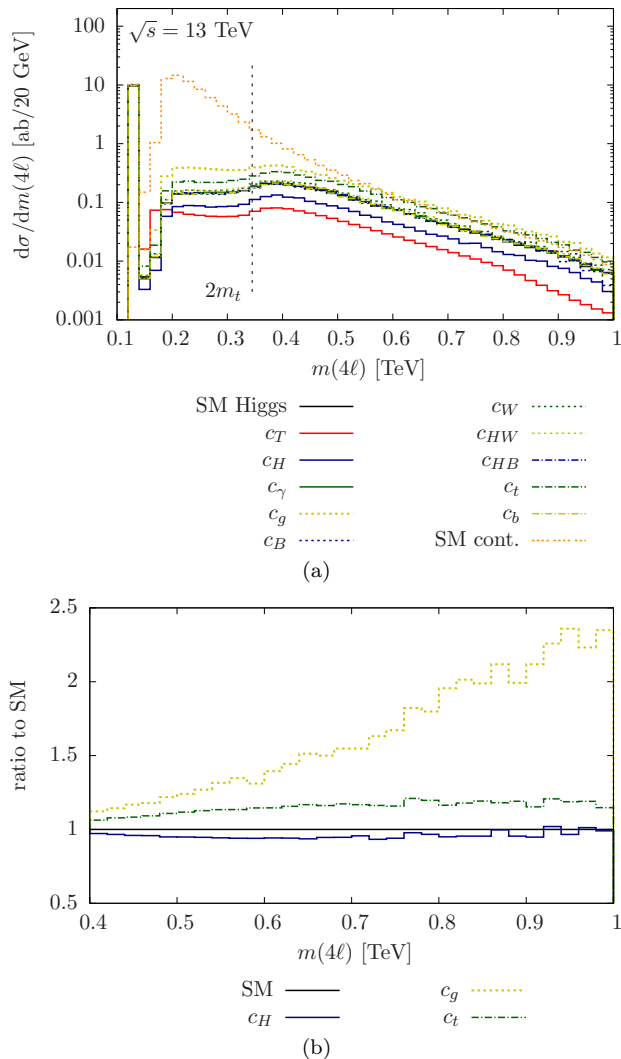 √s = 13 TeV
dσ/dm(4ℓ) [ab/20 GeV]
100
10
1
0.1
0.01
0.001
2m_t
0.1 0.2 0.3 0.4 0.5 0.6 0.7 0.8 0.9 1
m(4ℓ) [TeV]
SM Higgs c_W
c_T c_HW
c_H c_HB
c_γ c_t
c_g c_b
c_B SM cont.
(a)
ratio to SM
2.5
2
1.5
1
0.5
0.4 0.5 0.6 0.7 0.8 0.9 1
m(4ℓ) [TeV]
SM c_g
c_H c_t
(b)